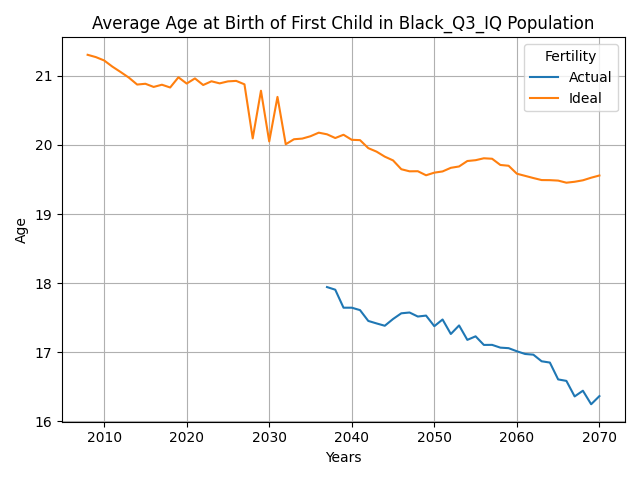 Average Age at Birth of First Child in Black_Q3_IQ Population
Fertility
Actual
Ideal
Age
21
20
19
18
17
16
2010 2020 2030 2040 2050 2060 2070
Years